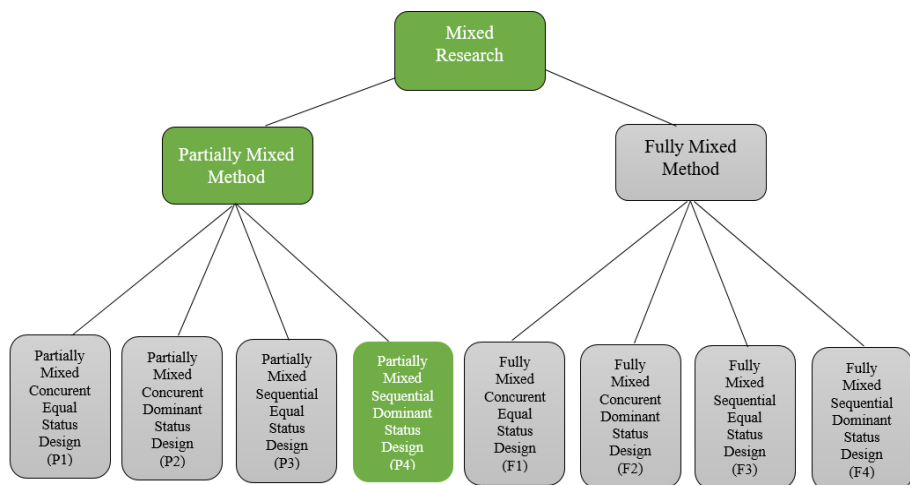 Mixed
Research
Partially Mixed
Method
Fully Mixed
Method
Partially
Mixed
Concurent
Equal
Status
Design
(P1)
Partially
Mixed
Concurent
Dominant
Status
Design
(P2)
Partially
Mixed
Sequential
Equal
Status
Design
(P3)
Partially
Mixed
Sequential
Dominant
Status
Design
(P4)
Fully
Mixed
Concurent
Equal
Status
Design
(F1)
Fully
Mixed
Concurent
Dominant
Status
Design
(F2)
Fully
Mixed
Sequential
Equal
Status
Design
(F3)
Fully
Mixed
Sequential
Dominant
Status
Design
(F4)